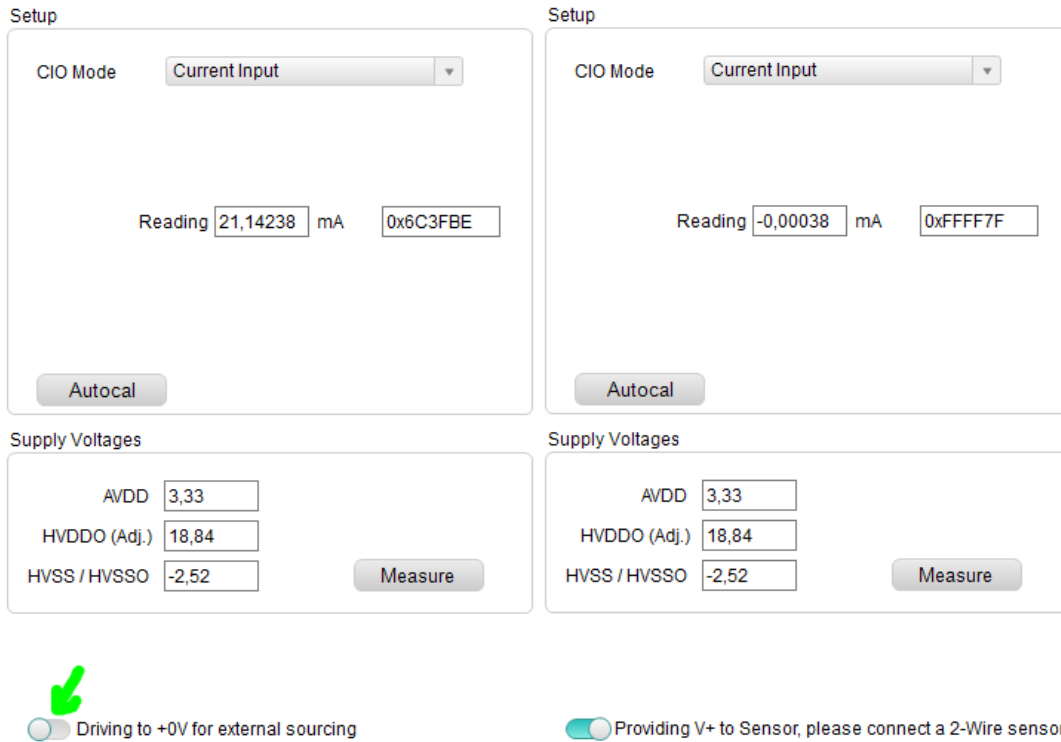 Setup
CIO Mode Current Input
Reading 21,14238 mA 0x6C3FBE
Autocal
Supply Voltages
AVDD 3,33
HVDDO (Adj.) 18,84
HVSS / HVSSO -2,52 Measure
Driving to +0V for external sourcing
Setup
CIO Mode Current Input
Reading -0,00038 mA 0xFFFF7F
Autocal
Supply Voltages
AVDD 3,33
HVDDO (Adj.) 18,84
HVSS / HVSSO -2,52 Measure
Providing V+ to Sensor, please connect a 2-Wire sensor